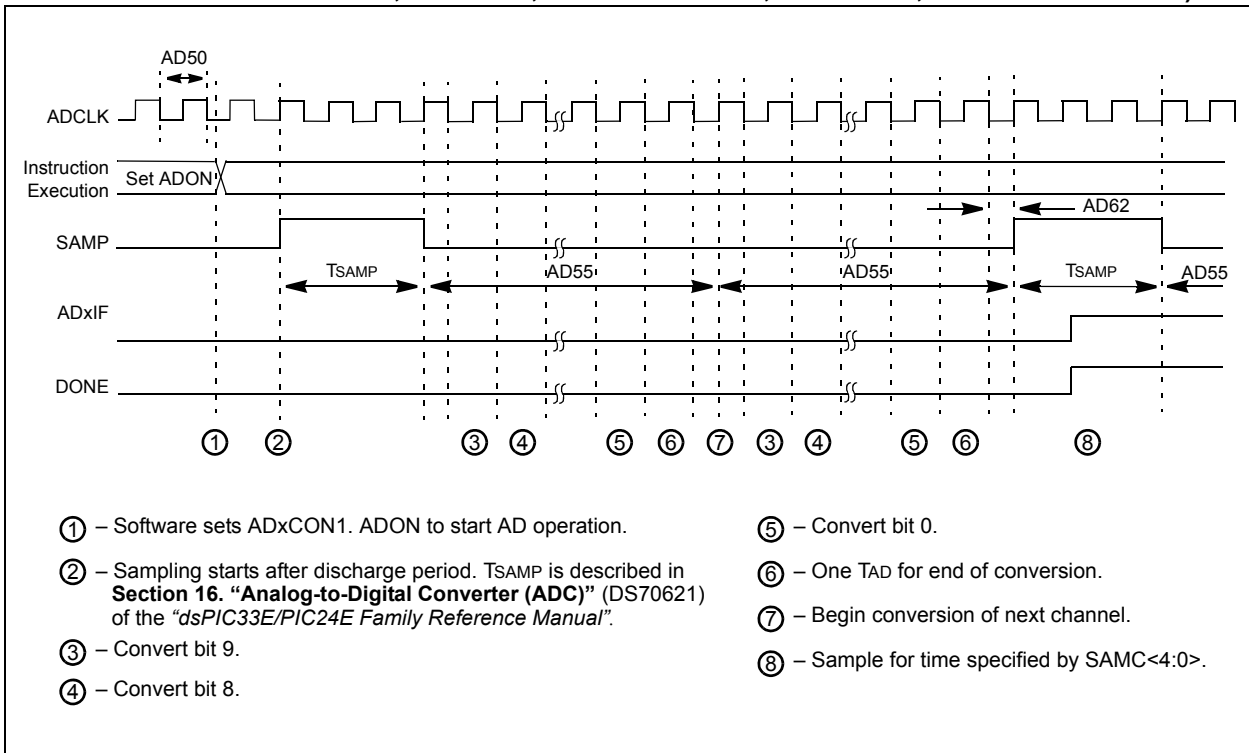 AD50
ADCLK
Instruction
Execution
Set ADON
AD62
SAMP
TSAMP
AD55
AD55
TSAMP
AD55
ADxIF
DONE
1 2 3 4 5 6 7 3 4 5 6 8
1 – Software sets ADxCON1. ADON to start AD operation.
2 – Sampling starts after discharge period. TSAMP is described in
Section 16. “Analog-to-Digital Converter (ADC)” (DS70621)
of the “dsPIC33E/PIC24E Family Reference Manual”.
3 – Convert bit 9.
4 – Convert bit 8.
5 – Convert bit 0.
6 – One TAD for end of conversion.
7 – Begin conversion of next channel.
8 – Sample for time specified by SAMC<4:0>.